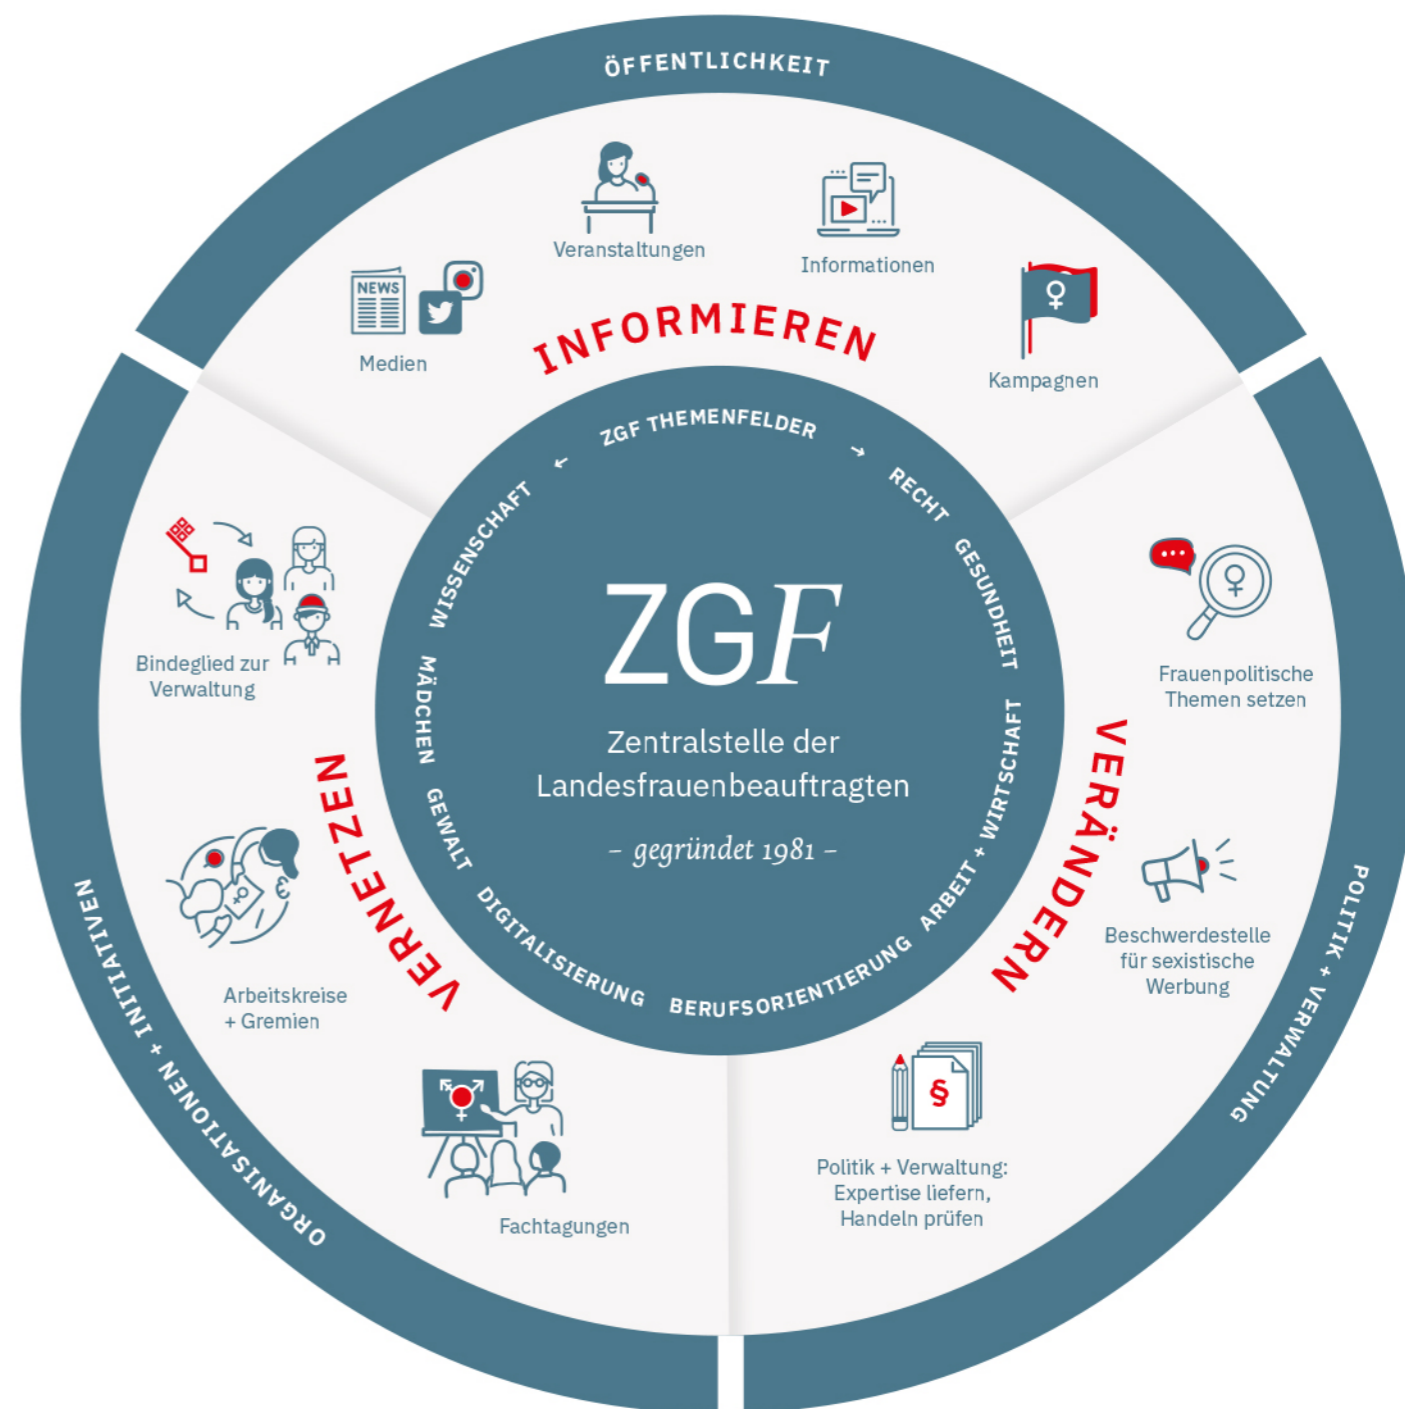 ÖFFENTLICHKEIT
Veranstaltungen
Informationen
NEWS
Medien
Kampagnen
INFORMIEREN
← ZGF THEMENFELDER →
RECHT
GESUNDHEIT
ARBEIT + WIRTSCHAFT
BERUFSORIENTIERUNG
DIGITALISIERUNG
GEWALT
MÄDCHEN
WISSENSCHAFT
ZGF
Zentralstelle der
Landesfrauenbeauftragten
– gegründet 1981 –
Frauenpolitische
Themen setzen
VERÄNDERN
Beschwerdestelle
für sexistische
Werbung
§
Politik + Verwaltung:
Expertise liefern,
Handeln prüfen
POLITIK + VERWALTUNG
Bindeglied zur
Verwaltung
VERNETZEN
Arbeitskreise
+ Gremien
Fachtagungen
ORGANISATIONEN + INITIATIVEN